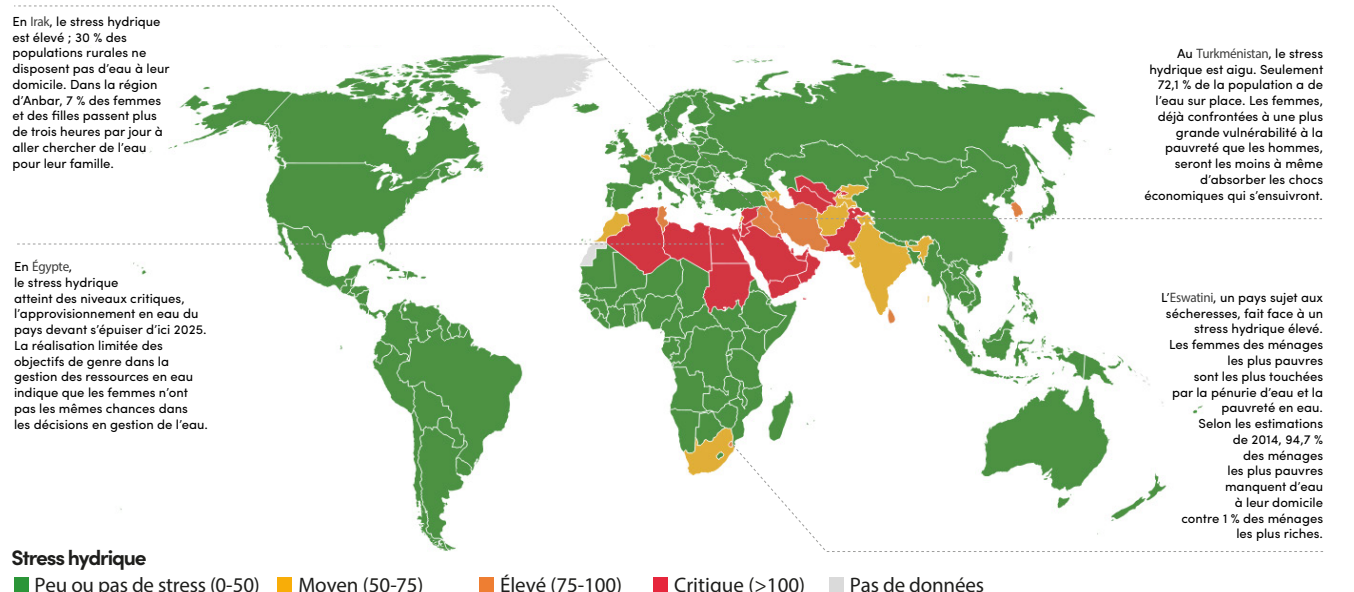 En Irak, le stress hydrique
est élevé ; 30 % des
populations rurales ne
disposent pas d'eau à leur
domicile. Dans la région
d'Anbar, 7 % des femmes
et des filles passent plus
de trois heures par jour à
aller chercher de l'eau
pour leur famille.
Au Turkménistan, le stress
hydrique est aigu. Seulement
72,1 % de la population a de
l'eau sur place. Les femmes,
déjà confrontées à une plus
grande vulnérabilité à la
pauvreté que les hommes,
seront les moins à même
d'absorber les chocs
économiques qui s'ensuivront.
En Égypte,
le stress hydrique
atteint des niveaux critiques,
l'approvisionnement en eau du
pays devant s'épuiser d'ici 2025.
La réalisation limitée des
objectifs de genre dans la
gestion des ressources en eau
indique que les femmes n'ont
pas les mêmes chances dans
les décisions en gestion de l'eau.
L'Eswatini, un pays sujet aux
sécheresses, fait face à un
stress hydrique élevé.
Les femmes des ménages
les plus pauvres
sont les plus touchées
par la pénurie d'eau et la
pauvreté en eau.
Selon les estimations
de 2014, 94,7 %
des ménages
les plus pauvres
manquent d'eau
à leur domicile
contre 1 % des ménages
les plus riches.
Stress hydrique
Peu ou pas de stress (0-50) Moyen (50-75) Élevé (75-100) Critique (>100) Pas de données